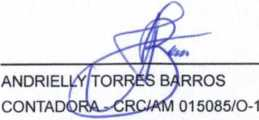 ANDRIELLY TORRES BARROS
CONTADORA - CRC/AM 015085/O-1